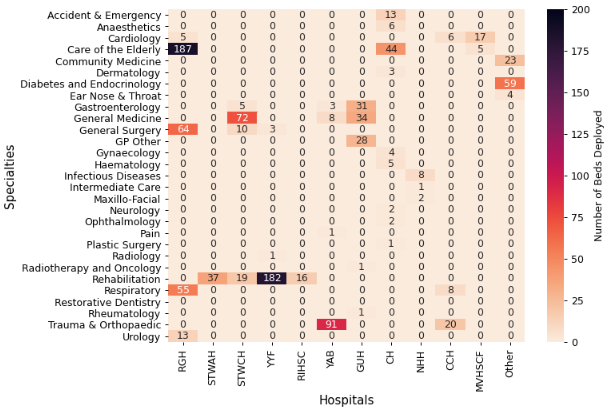 Accident & Emergency 0 0 0 0 0 0 0 13 0 0 0 0
Anaesthetics 0 0 0 0 0 0 0 6 0 0 0 0
Cardiology 5 0 0 0 0 0 0 0 0 6 17 0
Care of the Elderly 187 0 0 0 0 0 0 44 0 0 5 0
Community Medicine 0 0 0 0 0 0 0 0 0 0 0 23
Dermatology 0 0 0 0 0 0 0 3 0 0 0 0
Diabetes and Endocrinology 0 0 0 0 0 0 0 0 0 0 0 59
Ear Nose & Throat 0 0 0 0 0 0 0 0 0 0 0 4
Gastroenterology 0 0 5 0 0 3 31 0 0 0 0 0
General Medicine 0 0 72 0 0 8 34 0 0 0 0 0
General Surgery 64 0 10 3 0 0 0 0 0 0 0 0
GP Other 0 0 0 0 0 0 28 0 0 0 0 0
Gynaecology 0 0 0 0 0 0 0 4 0 0 0 0
Haematology 0 0 0 0 0 0 0 5 0 0 0 0
Infectious Diseases 0 0 0 0 0 0 0 0 8 0 0 0
Intermediate Care 0 0 0 0 0 0 0 0 1 0 0 0
Maxillo-Facial 0 0 0 0 0 0 0 0 2 0 0 0
Neurology 0 0 0 0 0 0 0 2 0 0 0 0
Ophthalmology 0 0 0 0 0 0 0 2 0 0 0 0
Pain 0 0 0 0 0 1 0 0 0 0 0 0
Plastic Surgery 0 0 0 0 0 0 0 1 0 0 0 0
Radiology 0 0 0 1 0 0 0 0 0 0 0 0
Radiotherapy and Oncology 0 0 0 0 0 0 1 0 0 0 0 0
Rehabilitation 0 37 19 182 16 0 0 0 0 0 0 0
Respiratory 55 0 0 0 0 0 0 0 0 8 0 0
Restorative Dentistry 0 0 0 0 0 0 0 0 0 0 0 0
Rheumatology 0 0 0 0 0 0 1 0 0 0 0 0
Trauma & Orthopaedic 0 0 0 0 0 91 0 0 0 20 0 0
Urology 13 0 0 0 0 0 0 0 0 0 0 0
RGH STWAH STWCH YYF RIHSC YAB GUH CH NHH CCH MVHSCF Other
Hospitals
Specialties
200
175
150
125
100
75
50
25
0
Number of Beds Deployed